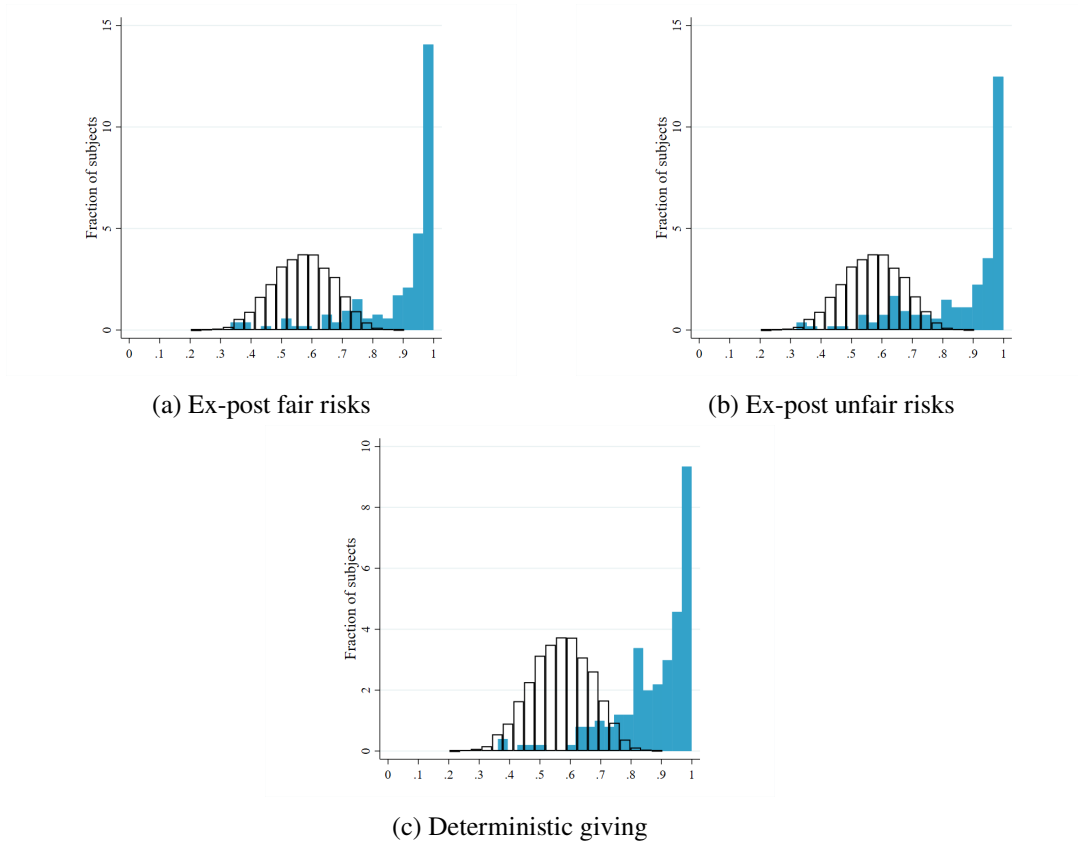 15
10
5
0
Fraction of subjects
0 .1 .2 .3 .4 .5 .6 .7 .8 .9 1
(a) Ex-post fair risks
15
10
5
0
Fraction of subjects
0 .1 .2 .3 .4 .5 .6 .7 .8 .9 1
(b) Ex-post unfair risks
10
8
6
4
2
0
Fraction of subjects
0 .1 .2 .3 .4 .5 .6 .7 .8 .9 1
(c) Deterministic giving